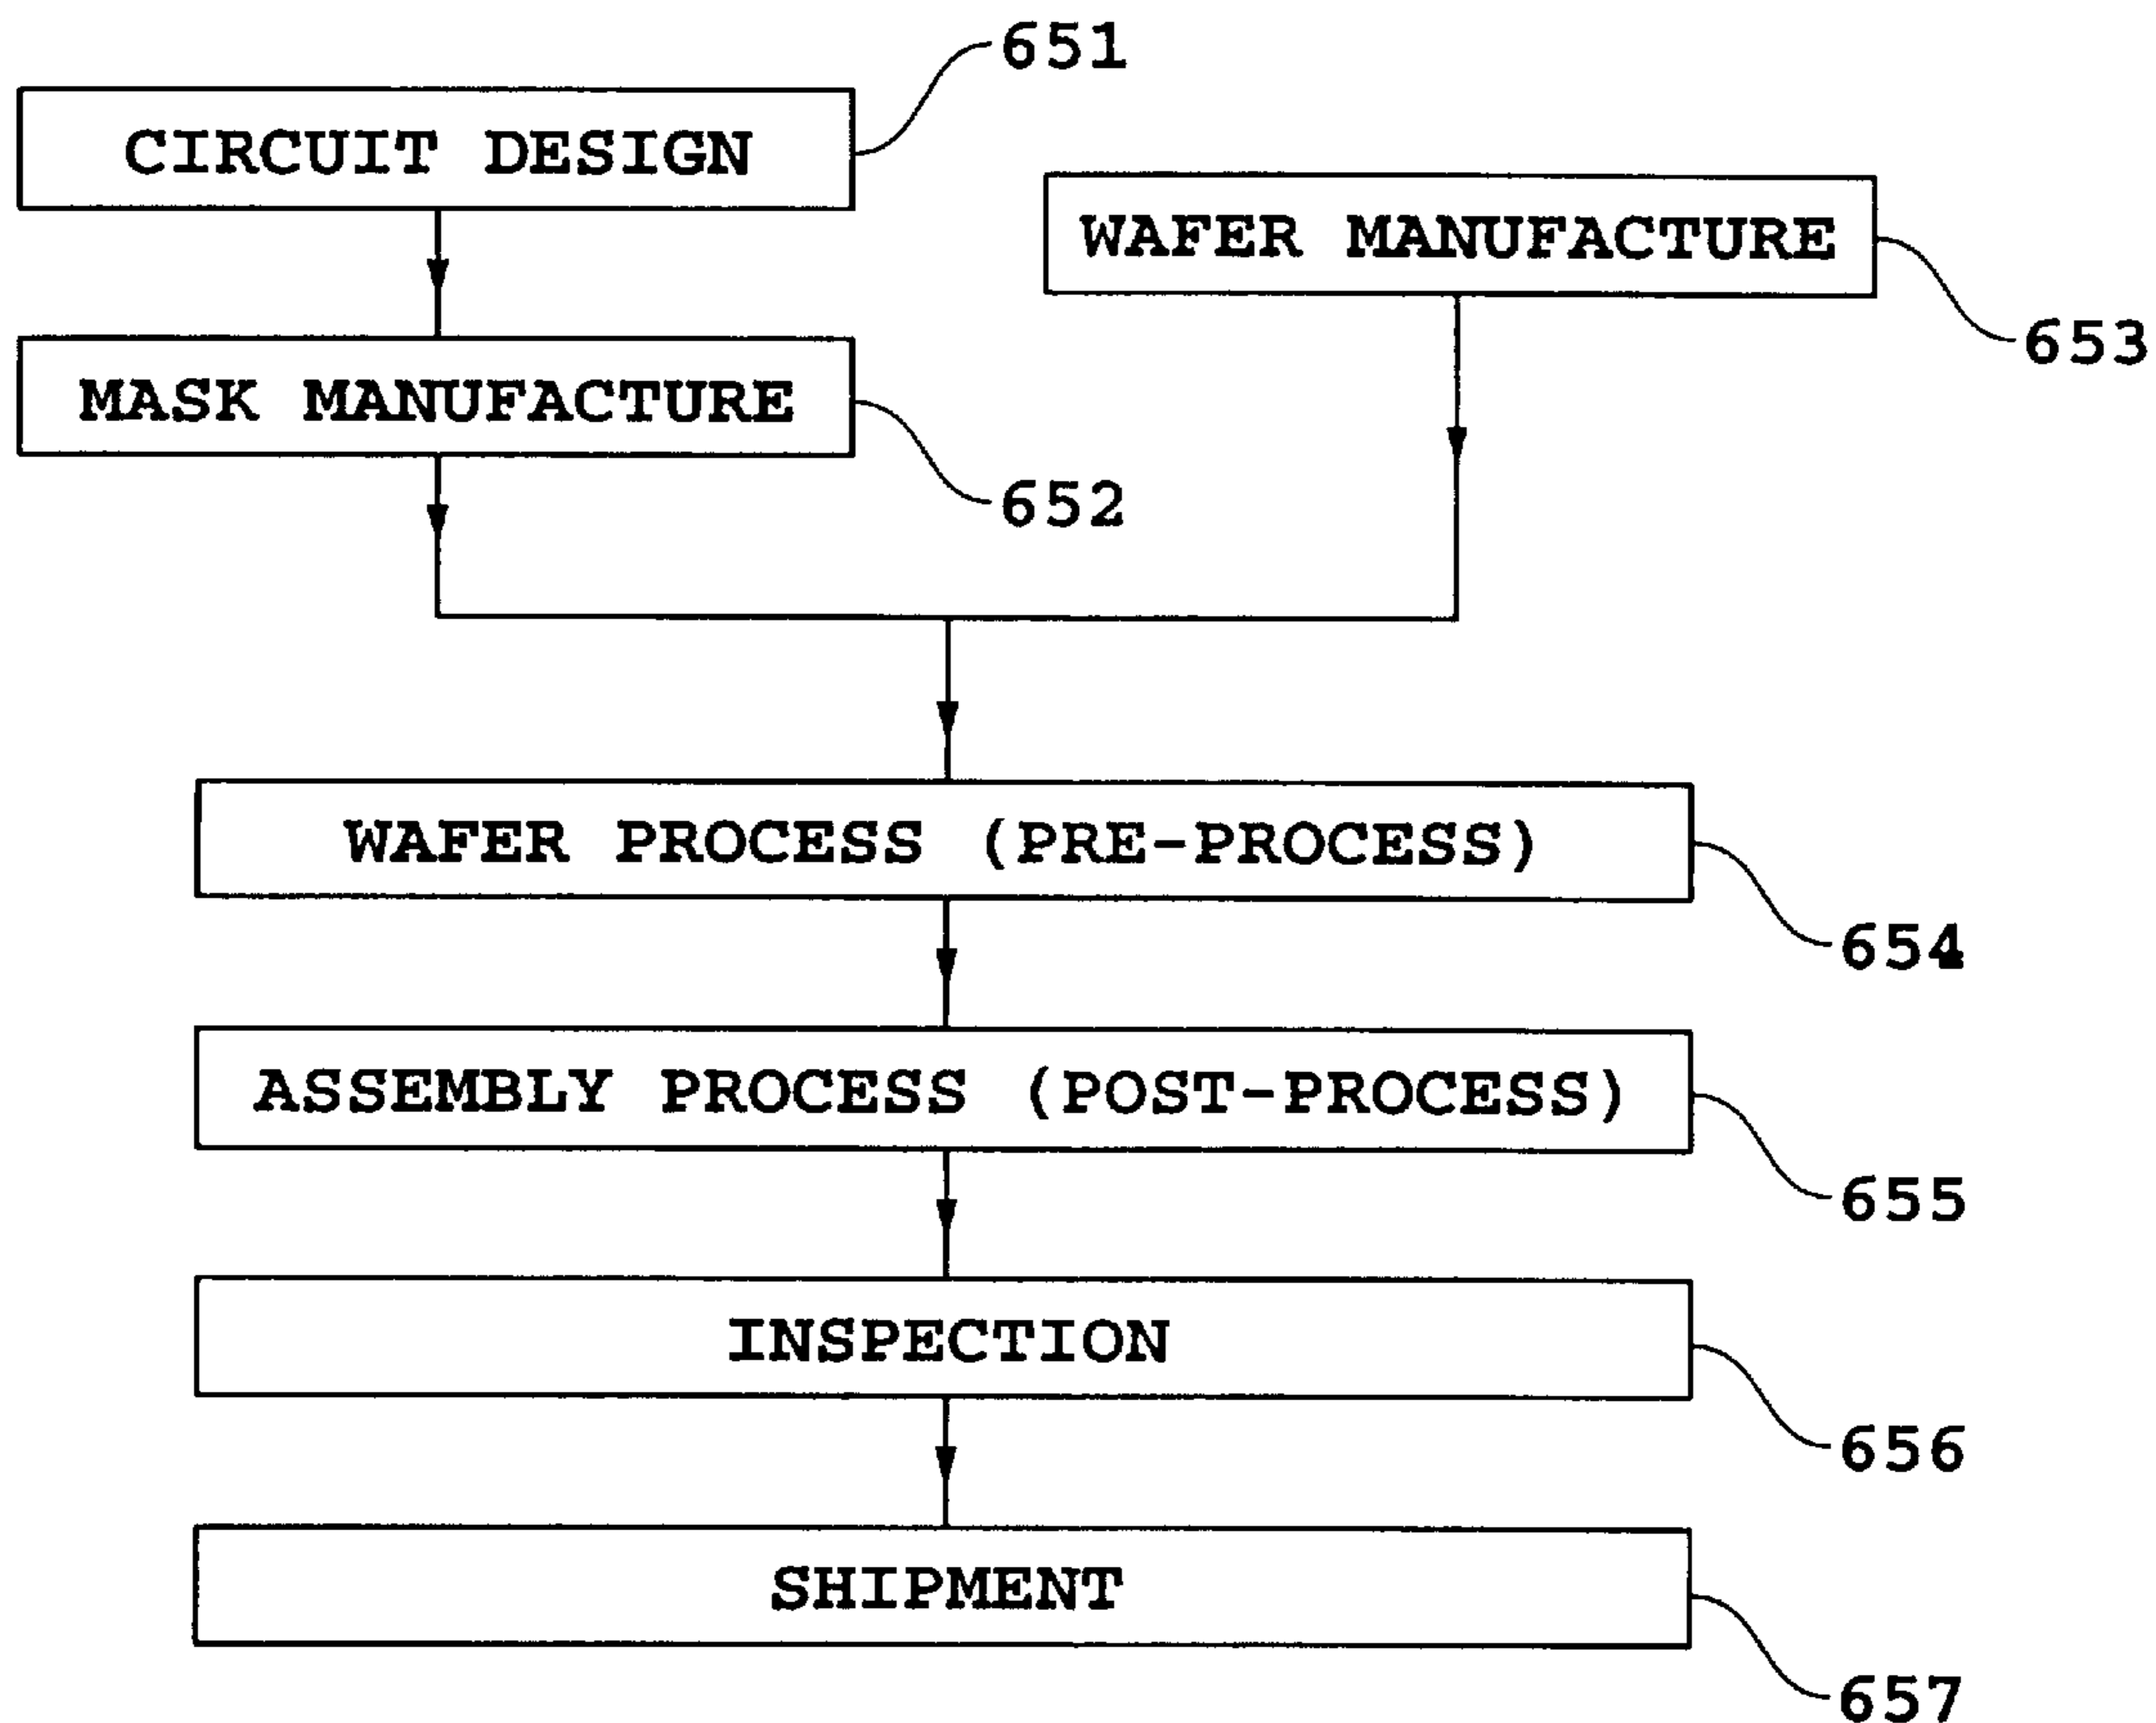 651
CIRCUIT DESIGN
WAFER MANUFACTURE
653
MASK MANUFACTURE
652
WAFER PROCESS (PRE-PROCESS)
654
ASSEMBLY PROCESS (POST-PROCESS)
655
INSPECTION
656
SHIPMENT
657